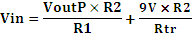 Vin = VoutP × R2 / R1 + 9V × R2 / Rtr